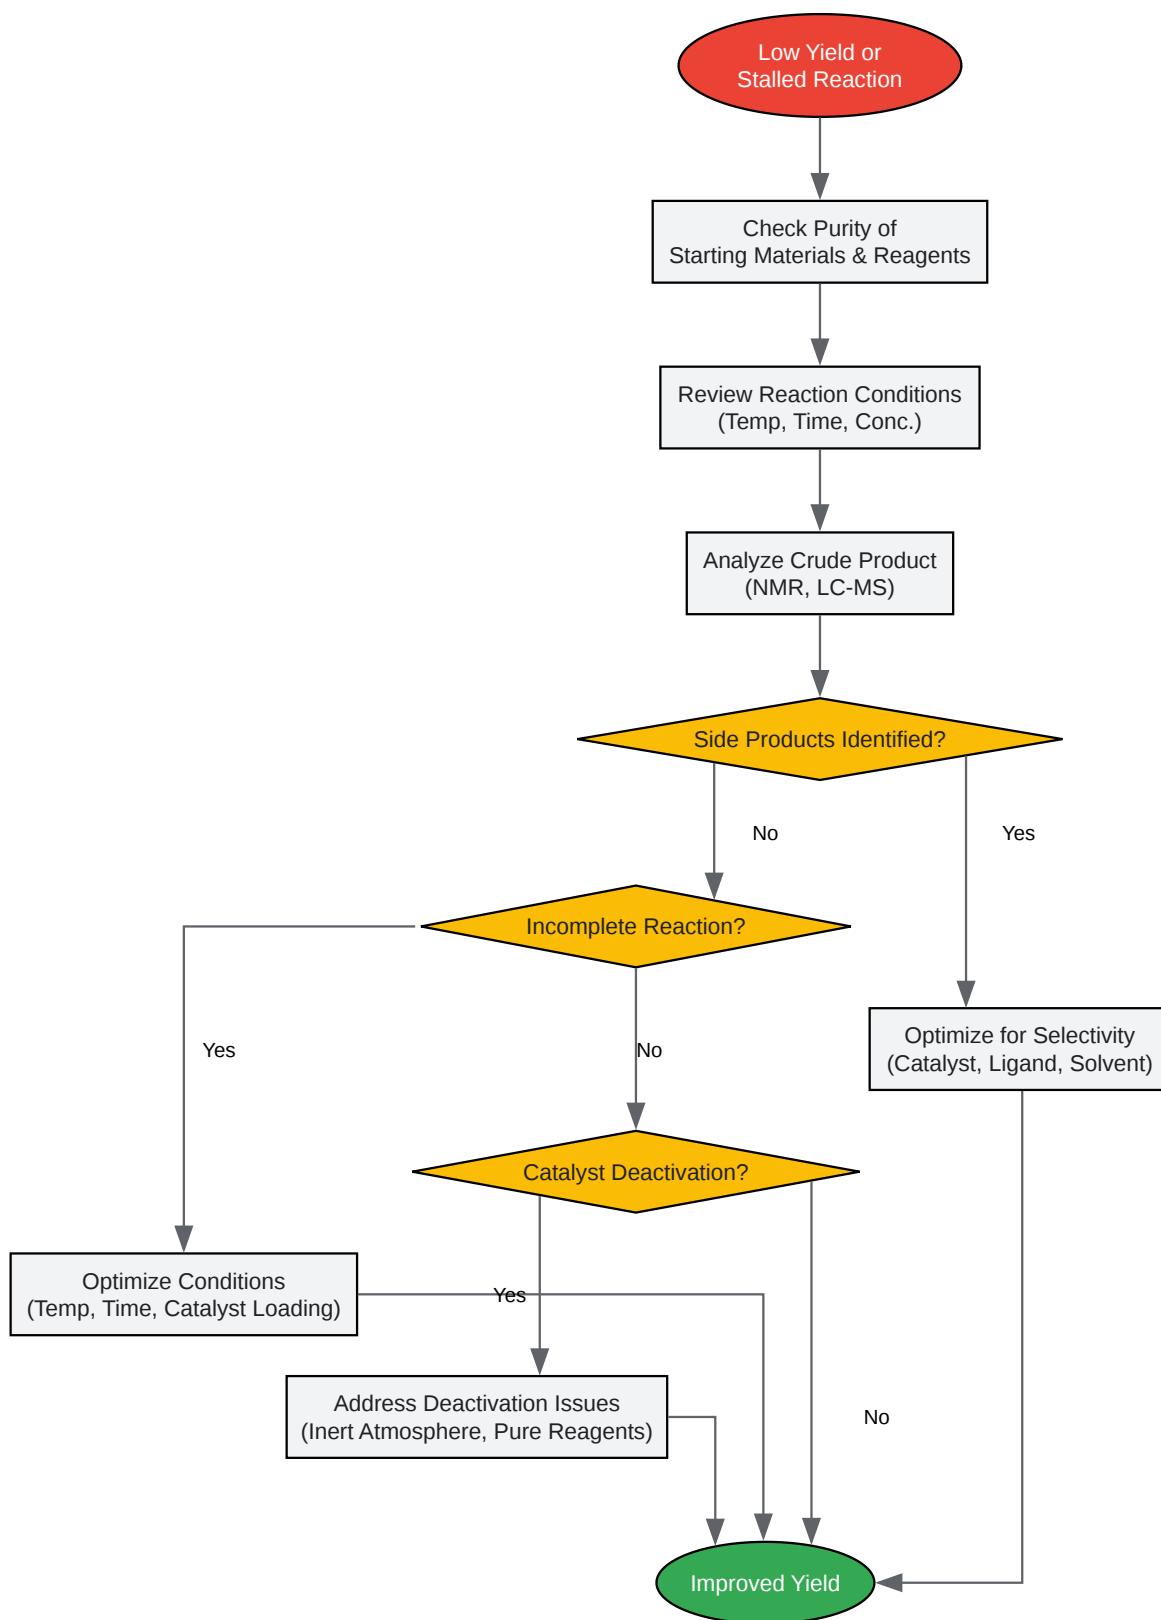 Low Yield or
Stalled Reaction
Check Purity of
Starting Materials & Reagents
Review Reaction Conditions
(Temp, Time, Conc.)
Analyze Crude Product
(NMR, LC-MS)
Side Products Identified?
No
Yes
Incomplete Reaction?
Yes
No
Optimize for Selectivity
(Catalyst, Ligand, Solvent)
Catalyst Deactivation?
Optimize Conditions
(Temp, Time, Catalyst Loading)
Yes
Address Deactivation Issues
(Inert Atmosphere, Pure Reagents)
No
Improved Yield